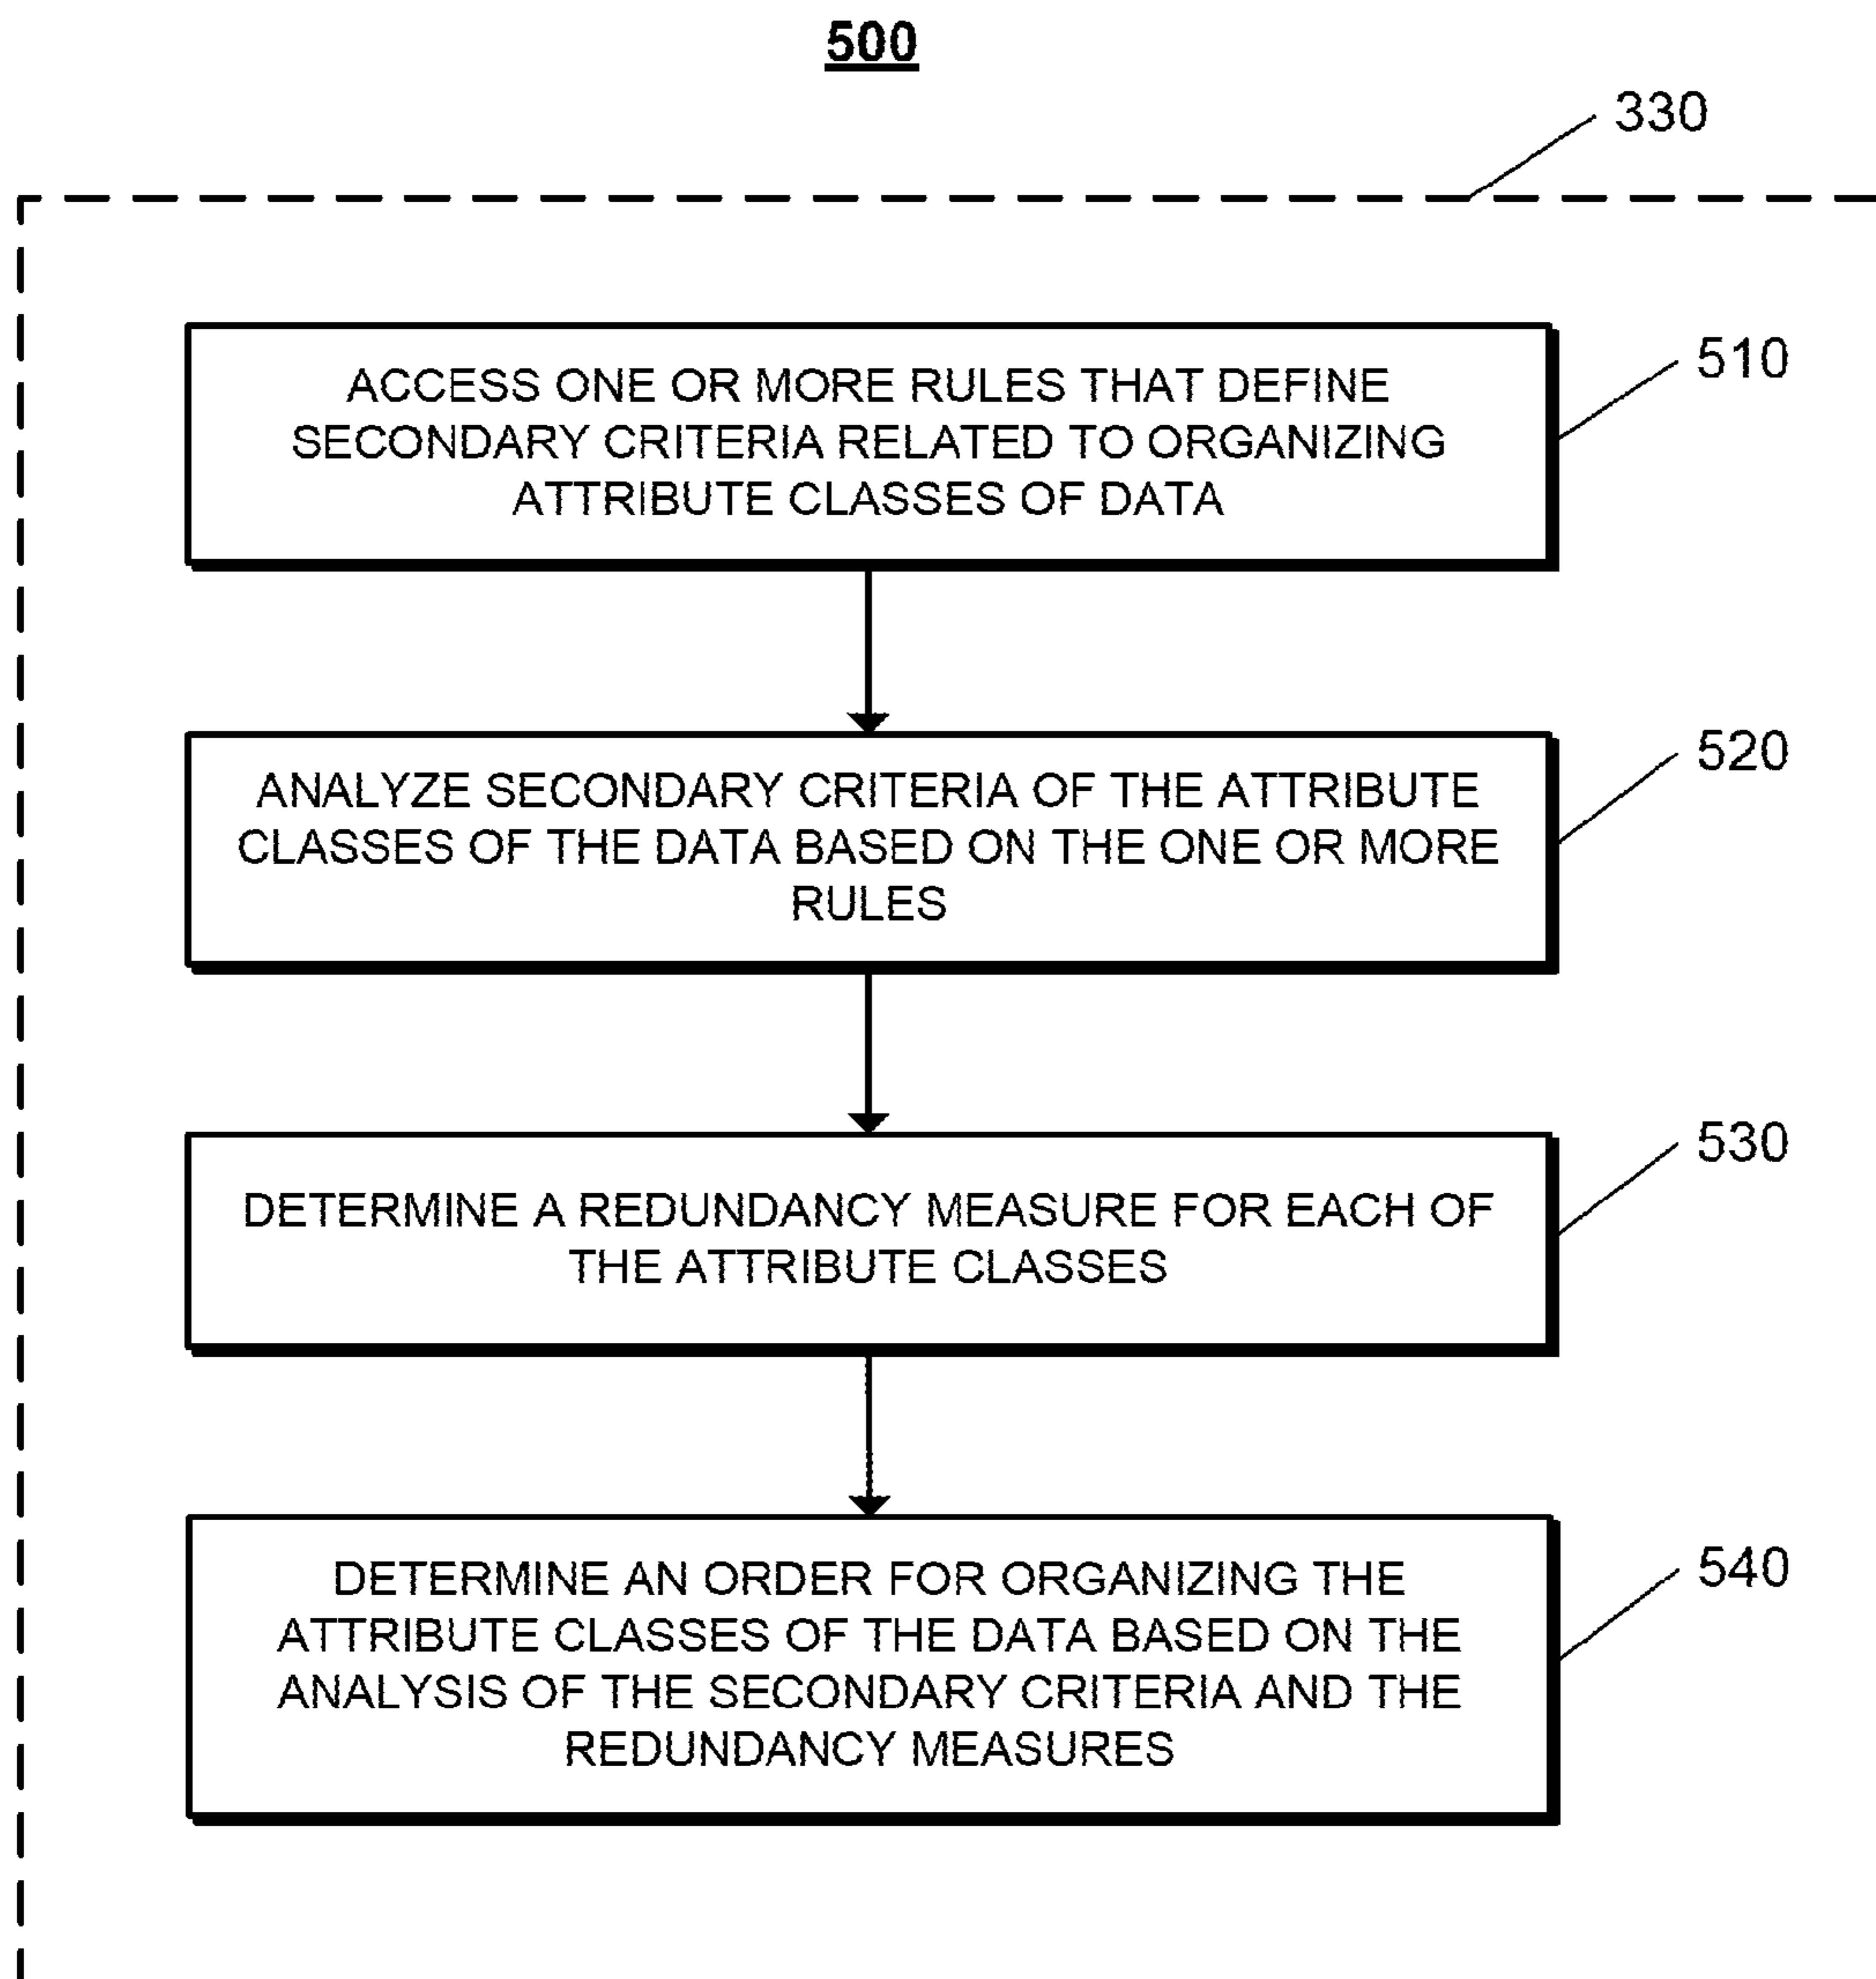 500
330
ACCESS ONE OR MORE RULES THAT DEFINE
SECONDARY CRITERIA RELATED TO ORGANIZING
ATTRIBUTE CLASSES OF DATA
510
ANALYZE SECONDARY CRITERIA OF THE ATTRIBUTE
CLASSES OF THE DATA BASED ON THE ONE OR MORE
RULES
520
DETERMINE A REDUNDANCY MEASURE FOR EACH OF
THE ATTRIBUTE CLASSES
530
DETERMINE AN ORDER FOR ORGANIZING THE
ATTRIBUTE CLASSES OF THE DATA BASED ON THE
ANALYSIS OF THE SECONDARY CRITERIA AND THE
REDUNDANCY MEASURES
540